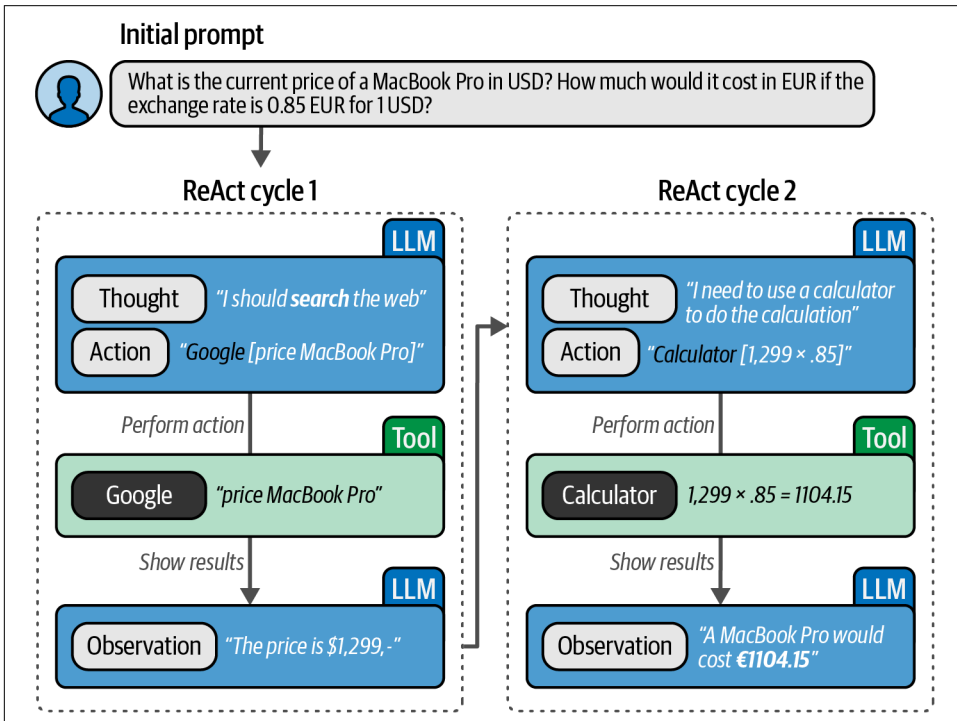 Initial prompt
What is the current price of a MacBook Pro in USD? How much would it cost in EUR if the
exchange rate is 0.85 EUR for 1 USD?
ReAct cycle 1
LLM
Thought "I should search the web"
Action "Google [price MacBook Pro]"
Perform action
Tool
Google "price MacBook Pro"
Show results
LLM
Observation "The price is $1,299,-"
ReAct cycle 2
LLM
Thought "I need to use a calculator
to do the calculation"
Action "Calculator [1,299 × .85]"
Perform action
Tool
Calculator 1,299 × .85 = 1104.15
Show results
LLM
Observation "A MacBook Pro would
cost €1104.15"